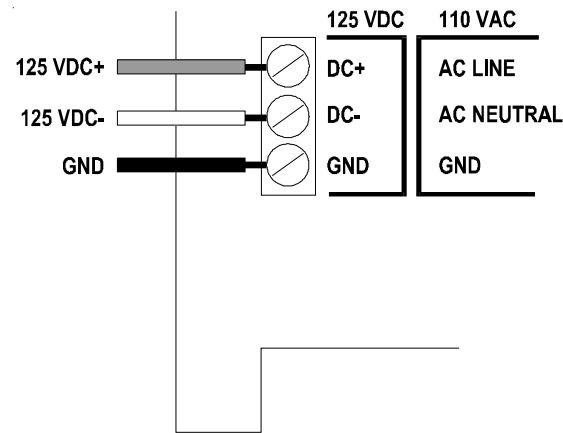 125 VDC 110 VAC
125 VDC+ DC+ AC LINE
125 VDC- DC- AC NEUTRAL
GND GND GND